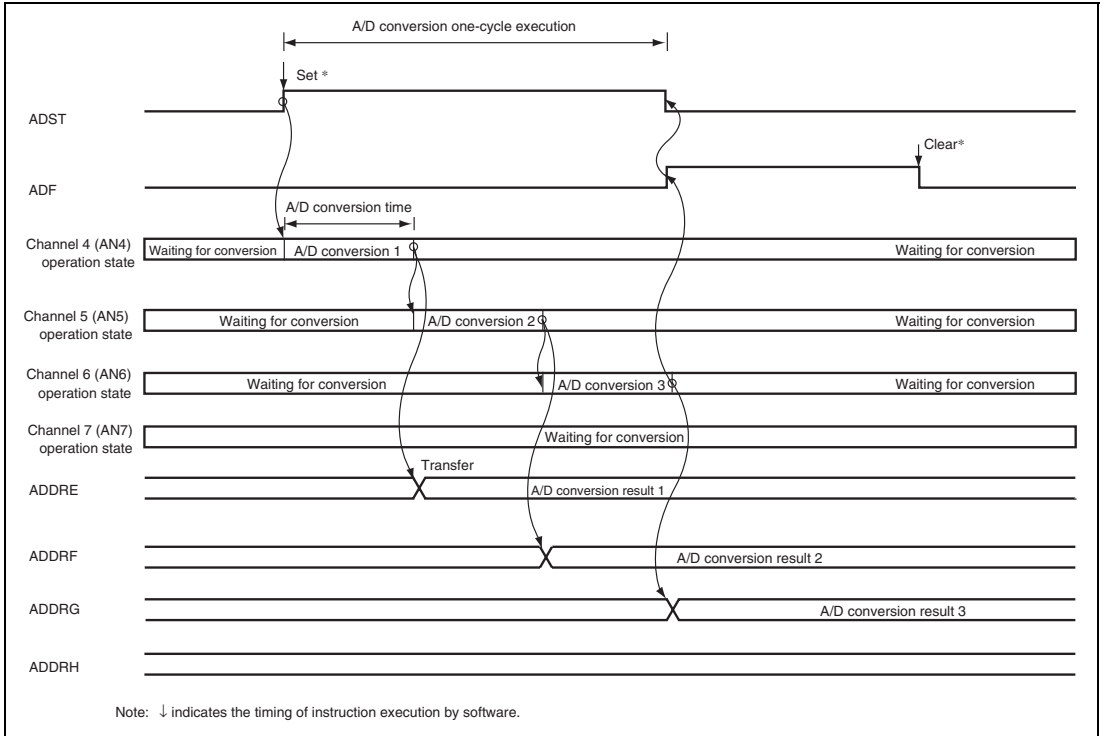 A/D conversion one-cycle execution
Set *
ADST
Clear*
ADF
A/D conversion time
Channel 4 (AN4)
operation state
Waiting for conversion
A/D conversion 1
Waiting for conversion
Channel 5 (AN5)
operation state
Waiting for conversion
A/D conversion 2
Waiting for conversion
Channel 6 (AN6)
operation state
Waiting for conversion
A/D conversion 3
Waiting for conversion
Channel 7 (AN7)
operation state
Waiting for conversion
Transfer
ADDRE
A/D conversion result 1
ADDRF
A/D conversion result 2
ADDRG
A/D conversion result 3
ADDRH
Note: ↓ indicates the timing of instruction execution by software.